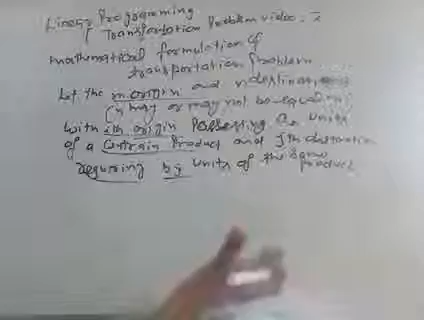 Linear Programming
Transportation Problem video: 2
mathematical formulation of
transportation Problem
Let the m origin and n destinations
(n may or may not be equal m)
with ith origin Possessing ai units
of a Certain Product and Jth destination
requiring bj units of the same
product